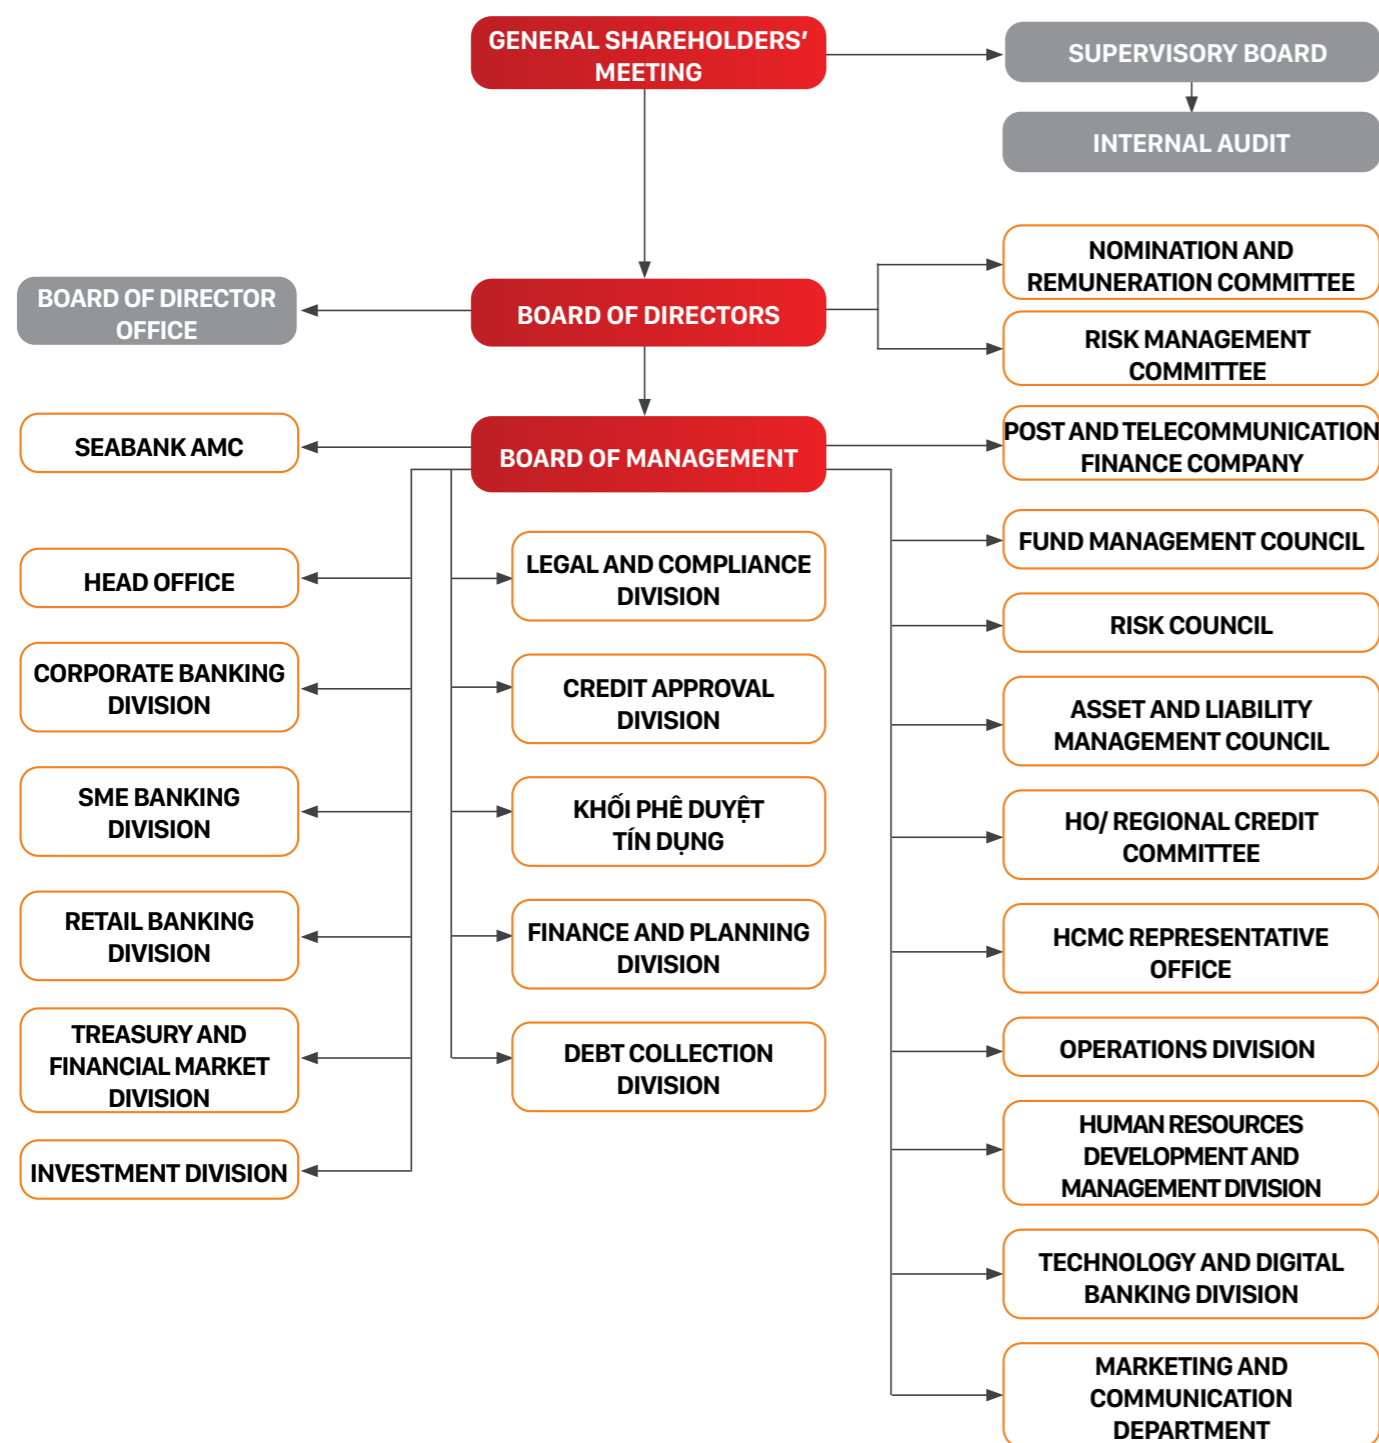 GENERAL SHAREHOLDERS'
MEETING
SUPERVISORY BOARD
INTERNAL AUDIT
NOMINATION AND
REMUNERATION COMMITTEE
BOARD OF DIRECTOR
OFFICE
BOARD OF DIRECTORS
RISK MANAGEMENT
COMMITTEE
SEABANK AMC
BOARD OF MANAGEMENT
POST AND TELECOMMUNICATION
FINANCE COMPANY
HEAD OFFICE
CORPORATE BANKING
DIVISION
SME BANKING
DIVISION
RETAIL BANKING
DIVISION
TREASURY AND
FINANCIAL MARKET
DIVISION
INVESTMENT DIVISION
LEGAL AND COMPLIANCE
DIVISION
CREDIT APPROVAL
DIVISION
KHỐI PHÊ DUYỆT
TÍN DỤNG
FINANCE AND PLANNING
DIVISION
DEBT COLLECTION
DIVISION
FUND MANAGEMENT COUNCIL
RISK COUNCIL
ASSET AND LIABILITY
MANAGEMENT COUNCIL
HO/ REGIONAL CREDIT
COMMITTEE
HCMC REPRESENTATIVE
OFFICE
OPERATIONS DIVISION
HUMAN RESOURCES
DEVELOPMENT AND
MANAGEMENT DIVISION
TECHNOLOGY AND DIGITAL
BANKING DIVISION
MARKETING AND
COMMUNICATION
DEPARTMENT